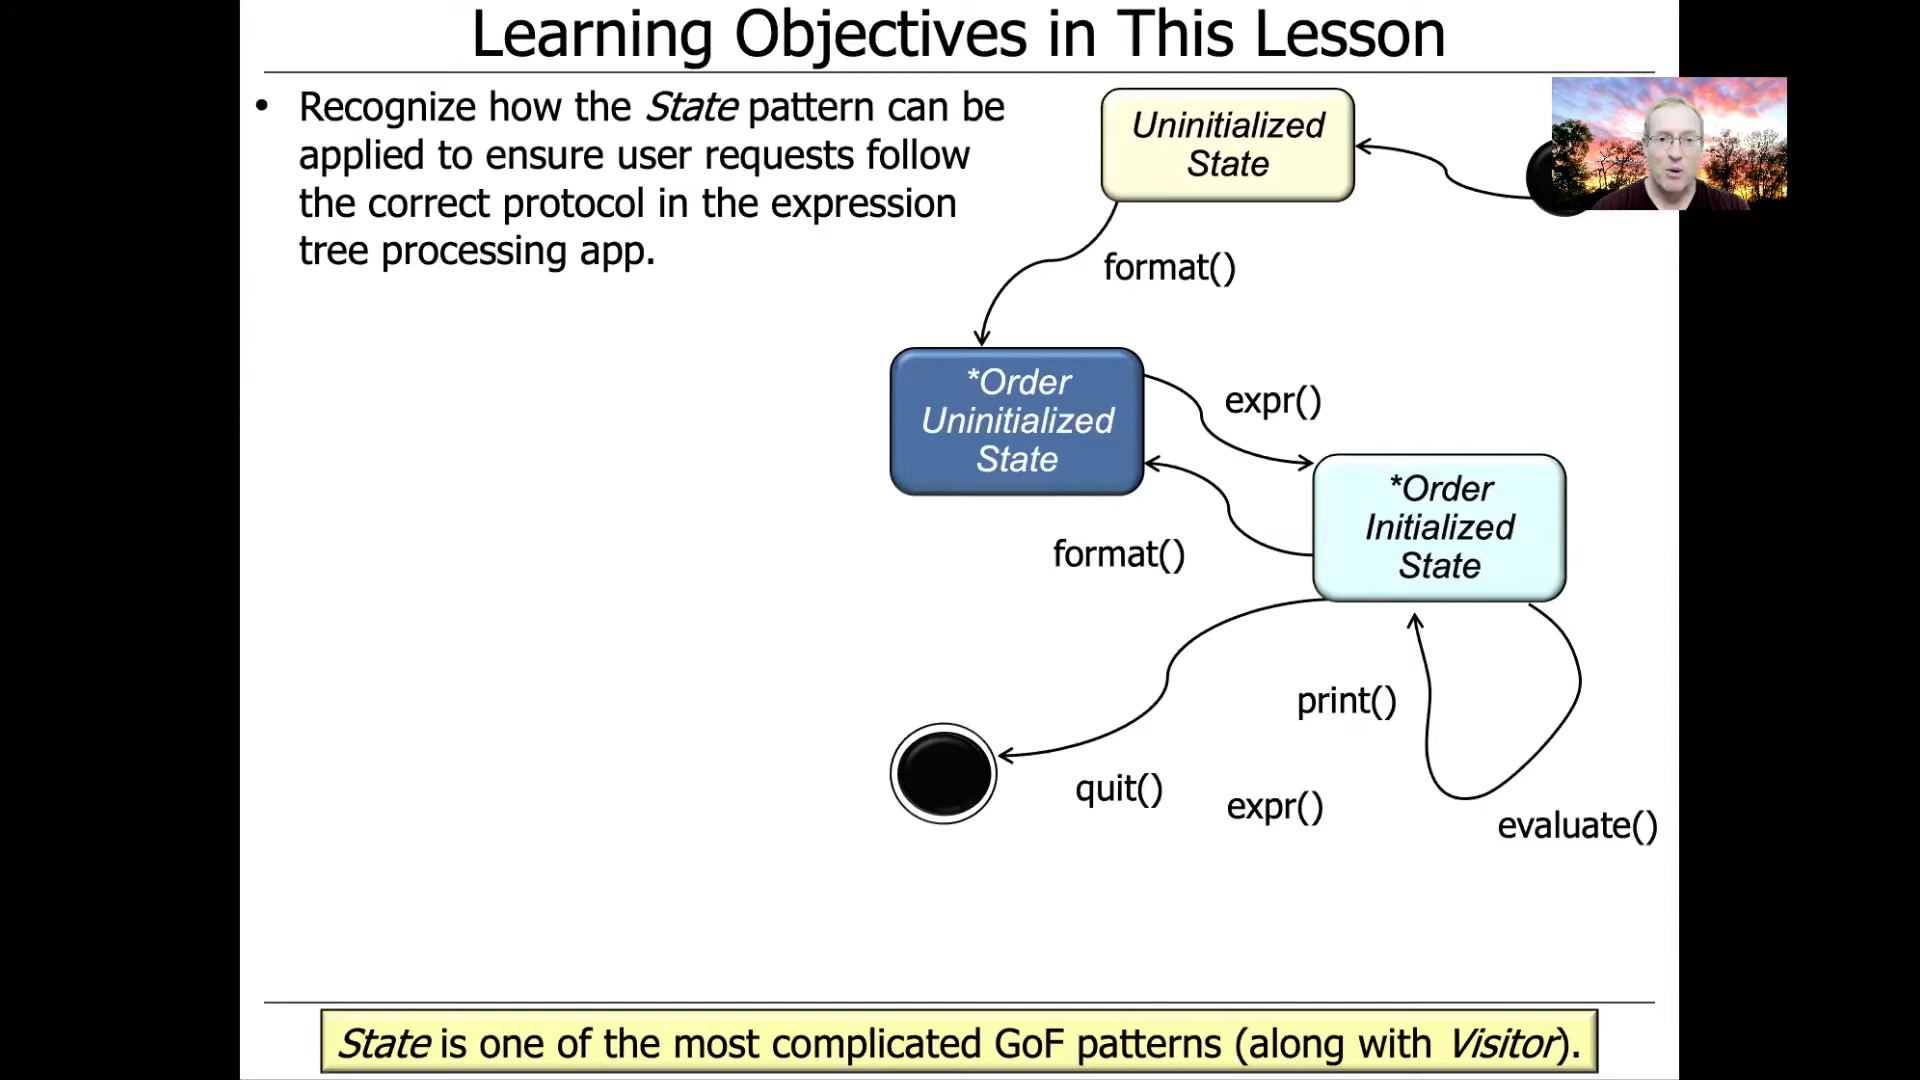 Learning Objectives in This Lesson
• Recognize how the State pattern can be
applied to ensure user requests follow
the correct protocol in the expression
tree processing app.
Uninitialized
State
format()
*Order
Uninitialized
State
expr()
*Order
Initialized
State
format()
print()
quit()
expr()
evaluate()
State is one of the most complicated GoF patterns (along with Visitor).